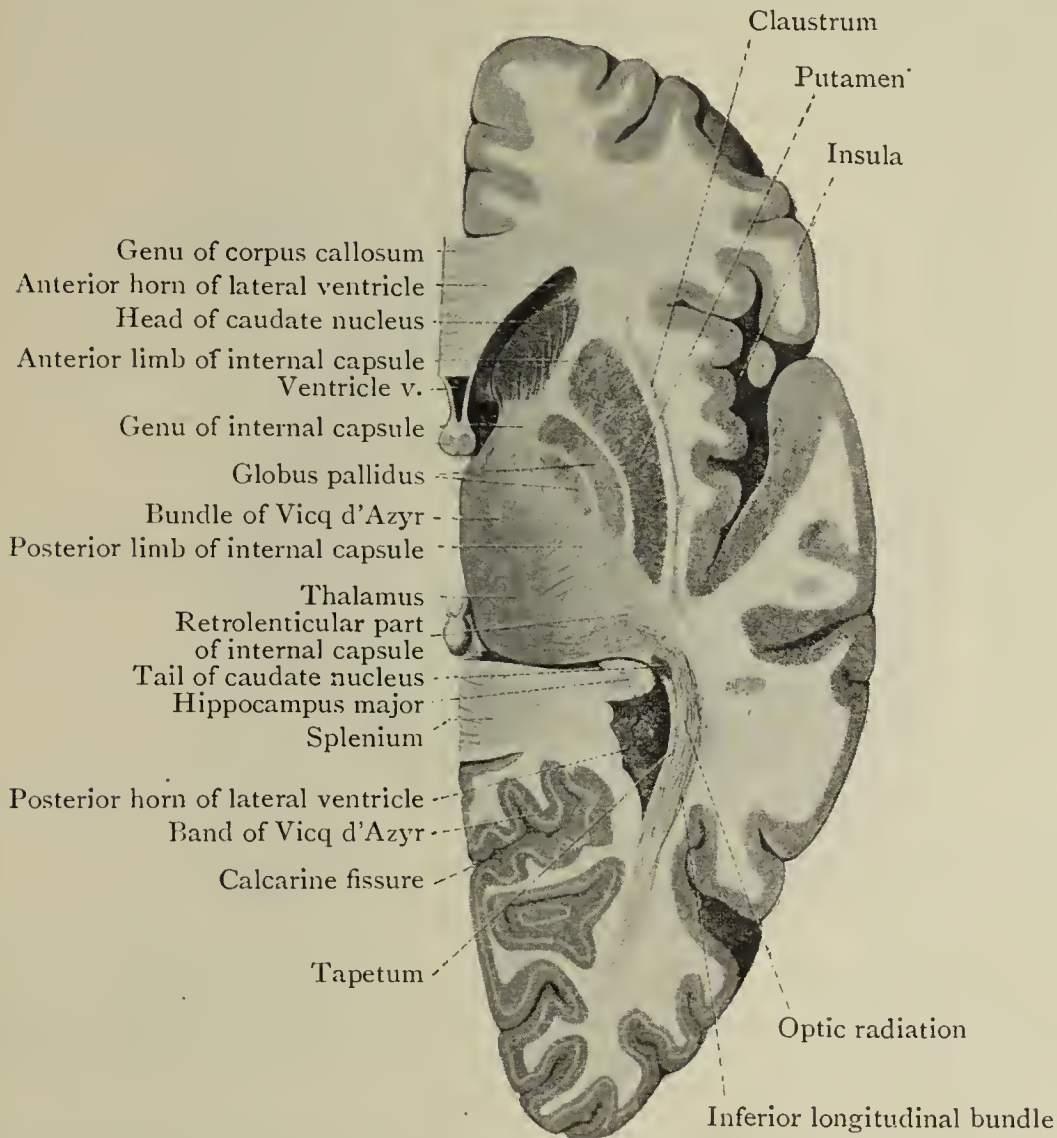 Claustrum
Putamen
Insula
Genu of corpus callosum
Anterior horn of lateral ventricle
Head of caudate nucleus
Anterior limb of internal capsule
Ventricle v.
Genu of internal capsule
Globus pallidus
Bundle of Vicq d'Azyr
Posterior limb of internal capsule
Thalamus
Retrolenticular part
of internal capsule
Tail of caudate nucleus
Hippocampus major
Splenium
Posterior horn of lateral ventricle
Band of Vicq d'Azyr
Calcarine fissure
Tapetum
Optic radiation
Inferior longitudinal bundle